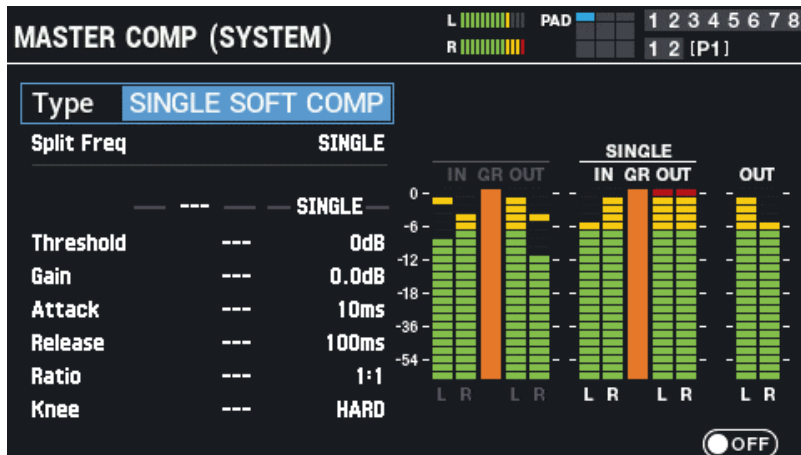 MASTER COMP (SYSTEM)
L PAD 1 2 3 4 5 6 7 8
R 1 2 [P1]
Type SINGLE SOFT COMP
Split Freq SINGLE
SINGLE
IN GR OUT IN GR OUT OUT
--- SINGLE
Threshold --- 0dB
Gain --- 0.0dB
Attack --- 10ms
Release --- 100ms
Ratio --- 1:1
Knee --- HARD
0
-6
-12
-18
-36
-54
L R L R L R L R L R
OFF